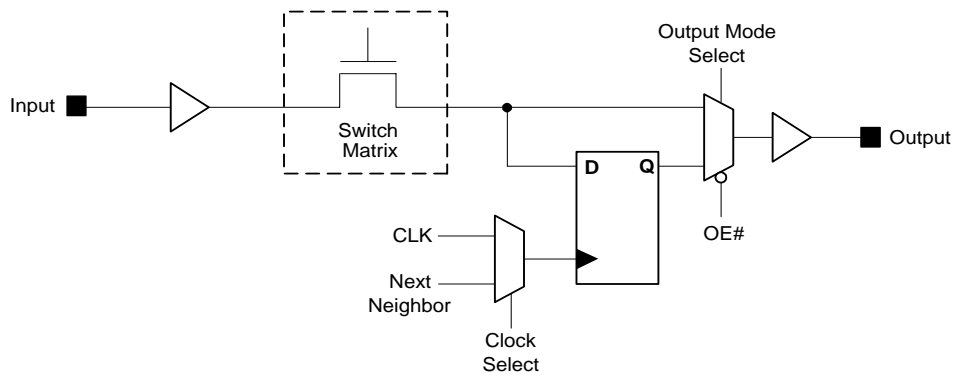 Output Mode
Select
Input
Switch
Matrix
Output
D
Q
CLK
OE#
Next
Neighbor
Clock
Select